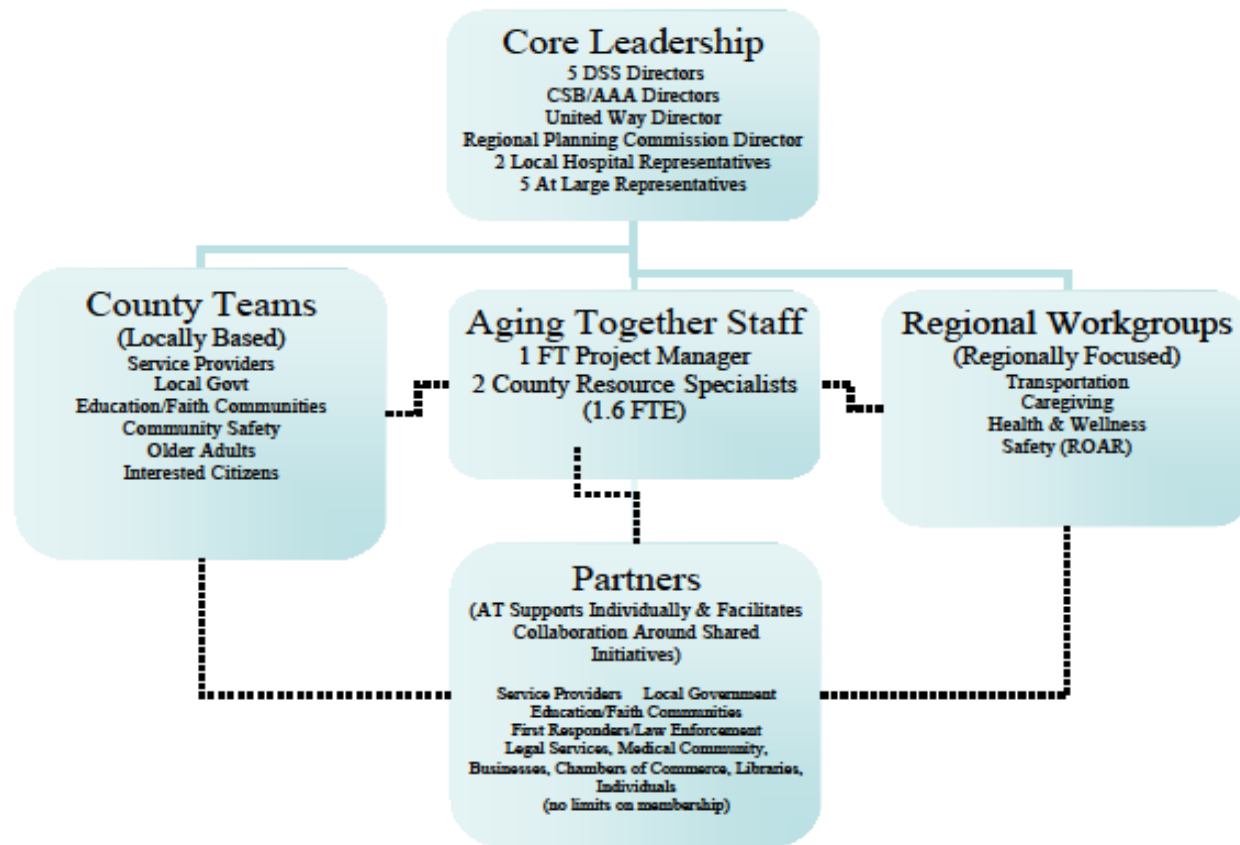 Core Leadership
5 DSS Directors
CSB/AAA Directors
United Way Director
Regional Planning Commission Director
2 Local Hospital Representatives
5 At Large Representatives
County Teams
(Locally Based)
Service Providers
Local Govt
Education/Faith Communities
Community Safety
Older Adults
Interested Citizens
Aging Together Staff
1 FT Project Manager
2 County Resource Specialists
(1.6 FTE)
Regional Workgroups
(Regionally Focused)
Transportation
Caregiving
Health & Wellness
Safety (ROAR)
Partners
(AT Supports Individually & Facilitates
Collaboration Around Shared
Initiatives)
Service Providers Local Government
Education/Faith Communities
First Responders/Law Enforcement
Legal Services, Medical Community,
Businesses, Chambers of Commerce, Libraries,
Individuals
(no limits on membership)